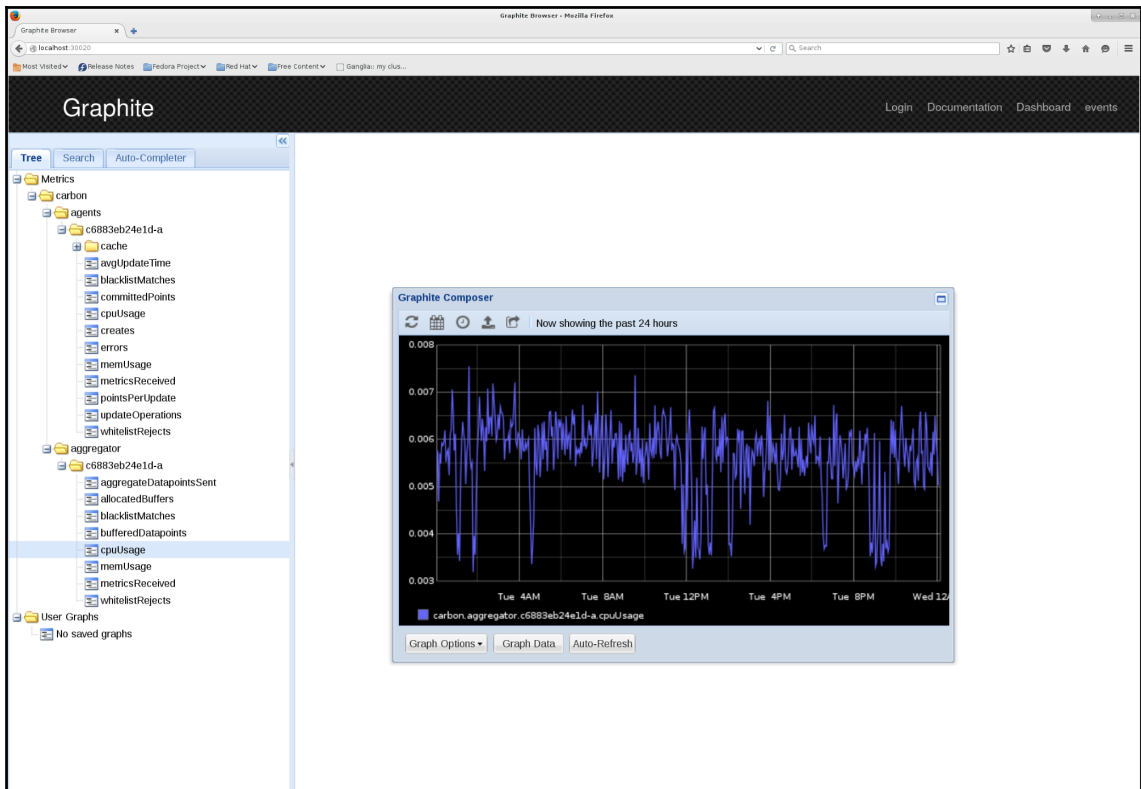 Graphite Browser - Mozilla Firefox
Graphite Browser x
localhost:30020 Search
Most Visited Release Notes Fedora Project Red Hat Free Content Ganglia:: my clus...
Graphite Login Documentation Dashboard events
Tree Search Auto-Completer
Metrics
carbon
agents
c6883eb24e1d-a
cache
avgUpdateTime
blacklistMatches
committedPoints
cpuUsage
creates
errors
memUsage
metricsReceived
pointsPerUpdate
updateOperations
whitelistRejects
aggregator
c6883eb24e1d-a
aggregateDatapointsSent
allocatedBuffers
blacklistMatches
bufferedDatapoints
cpuUsage
memUsage
metricsReceived
whitelistRejects
User Graphs
No saved graphs
Graphite Composer
Now showing the past 24 hours
0.008
0.007
0.006
0.005
0.004
0.003
Tue 4AM Tue 8AM Tue 12PM Tue 4PM Tue 8PM Wed 12A
carbon.aggregator.c6883eb24e1d-a.cpuUsage
Graph Options Graph Data Auto-Refresh